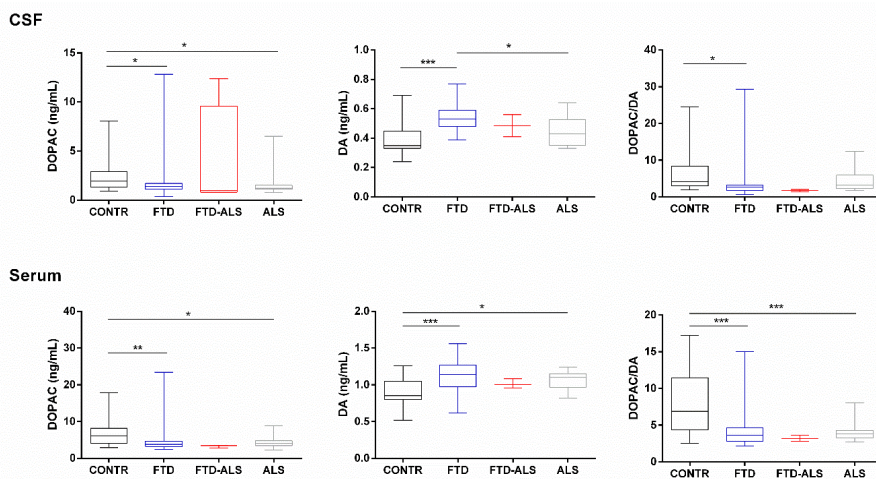 CSF
DOPAC (ng/mL)
15
10
5
0
*
*
CONTR FTD FTD-ALS ALS
DA (ng/mL)
1.0
0.8
0.6
0.4
0.2
0.0
***
*
CONTR FTD FTD-ALS ALS
DOPAC/DA
40
30
20
10
0
*
CONTR FTD FTD-ALS ALS
Serum
DOPAC (ng/mL)
40
30
20
10
0
*
**
CONTR FTD FTD-ALS ALS
DA (ng/mL)
2.0
1.5
1.0
0.5
0.0
*
***
CONTR FTD FTD-ALS ALS
DOPAC/DA
20
15
10
5
0
***
***
CONTR FTD FTD-ALS ALS